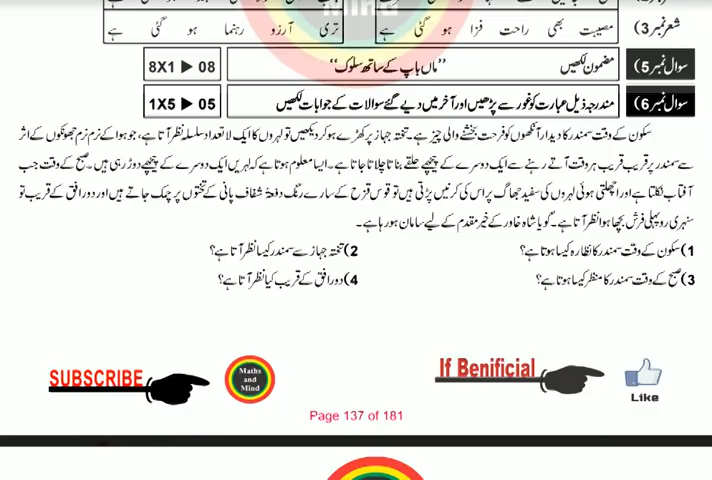 Mind
شعر نمبر 3) مصیبت بھی راحت فزا ہو گئی ہے تری آرزو رہنما ہو گئی ہے
سوال نمبر 5) مضمون لکھیں ”ماں باپ کے ساتھ سلوک“ 8X1 ▶ 08
سوال نمبر 6) مندرجہ ذیل عبارت کو غور سے پڑھیں اور آخر میں دیے گئے سوالات کے جوابات لکھیں 1X5 ▶ 05
سکون کے وقت سمندر کا دیدار آنکھوں کو فرحت بخشنے والی چیز ہے۔ تختہ جہاز پر کھڑے ہو کر دیکھیں تو لہروں کا ایک لاتعداد سلسلہ نظر آتا ہے، جو ہوا کے نرم نرم جھونکوں کے اثر
سے سمندر پر قریب قریب ہر وقت آتے رہنے سے ایک دوسرے کے پیچھے حلقے بناتا چلا جاتا ہے۔ ایسا معلوم ہوتا ہے کہ لہریں ایک دوسرے کے پیچھے دوڑ رہی ہیں۔ صبح کے وقت جب
آفتاب نکلتا ہے اور اچھلتی ہوئی لہروں کی سفید جھاگ پر اس کی کرنیں پڑتی ہیں تو قوس قزح کے سارے رنگ دفعۃً شفاف پانی کے تختوں پر چمک جاتے ہیں اور دور افق کے قریب تو
سنہری روپہلی فرش بچھا ہوا نظر آتا ہے۔ گویا شاہ خاور کے خیر مقدم کے لیے سامان ہو رہا ہے۔
1) سکون کے وقت سمندر کا نظارہ کیسا ہوتا ہے؟ 2) تختہ جہاز سے سمندر کیسا نظر آتا ہے؟
3) صبح کے وقت سمندر کا منظر کیسا ہوتا ہے؟ 4) دور افق کے قریب کیا نظر آتا ہے؟
SUBSCRIBE
Maths
and
Mind
If Benificial
Like
Page 137 of 181